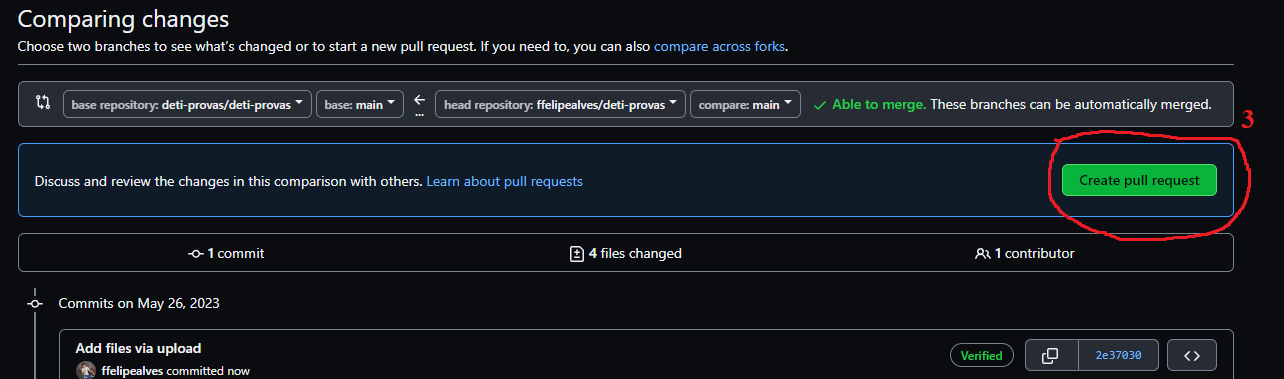 Comparing changes
Choose two branches to see what's changed or to start a new pull request. If you need to, you can also compare across forks.
base repository: deti-provas/deti-provas base: main ... head repository: ffelipealves/deti-provas compare: main Able to merge. These branches can be automatically merged.
3
Discuss and review the changes in this comparison with others. Learn about pull requests Create pull request
1 commit 4 files changed 1 contributor
Commits on May 26, 2023
Add files via upload
Verified 2e37030
ffelipealves committed now